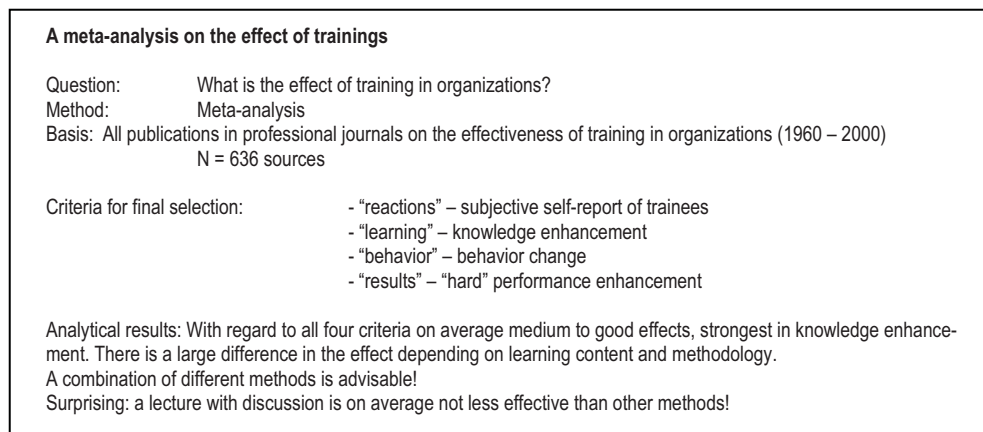 A meta-analysis on the effect of trainings
Question: What is the effect of training in organizations?
Method: Meta-analysis
Basis: All publications in professional journals on the effectiveness of training in organizations (1960 – 2000)
N = 636 sources
Criteria for final selection: - “reactions” – subjective self-report of trainees
- “learning” – knowledge enhancement
- “behavior” – behavior change
- “results” – “hard” performance enhancement
Analytical results: With regard to all four criteria on average medium to good effects, strongest in knowledge enhance-
ment. There is a large difference in the effect depending on learning content and methodology.
A combination of different methods is advisable!
Surprising: a lecture with discussion is on average not less effective than other methods!